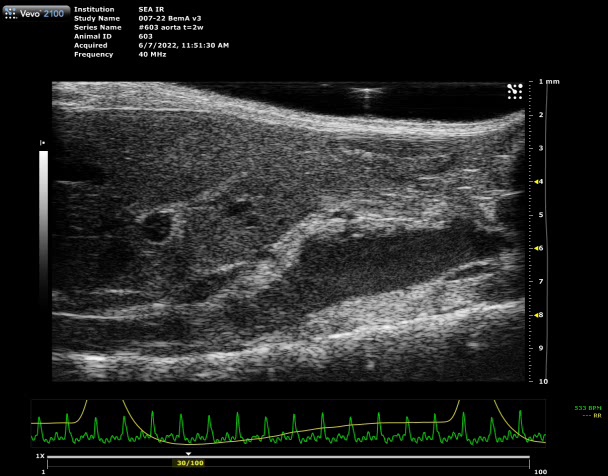 Vevo 2100
Institution SEA IR
Study Name 007-22 BemA v3
Series Name #603 aorta t=2w
Animal ID 603
Acquired 6/7/2022, 11:51:30 AM
Frequency 40 MHz
1 mm
2
3
4
5
6
7
8
9
10
533 BPM
--- RR
1X
30/100
1
100